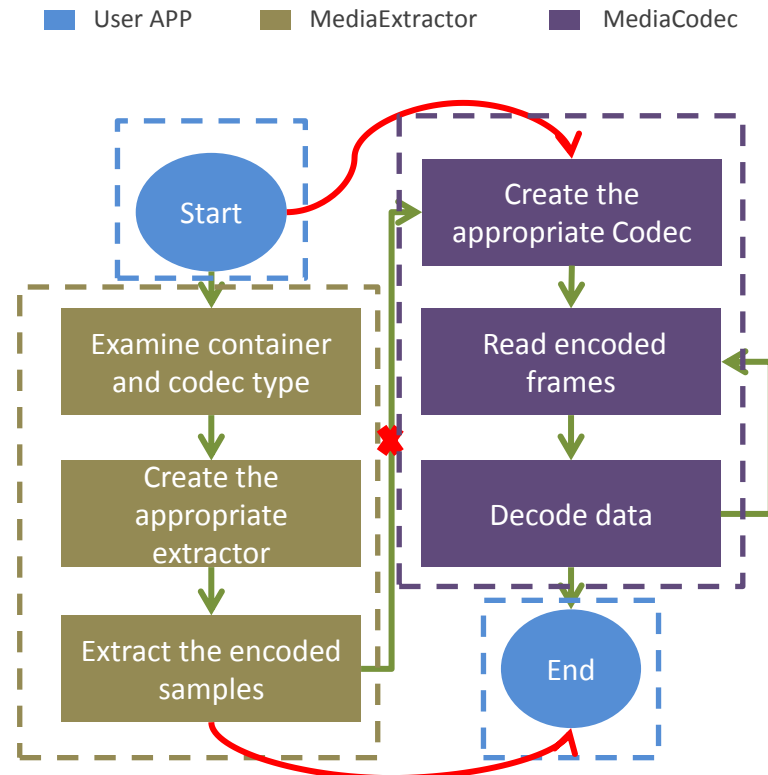 User APP
MediaExtractor
MediaCodec
Start
Examine container
and codec type
Create the
appropriate
extractor
Extract the encoded
samples
Create the
appropriate Codec
Read encoded
frames
Decode data
End